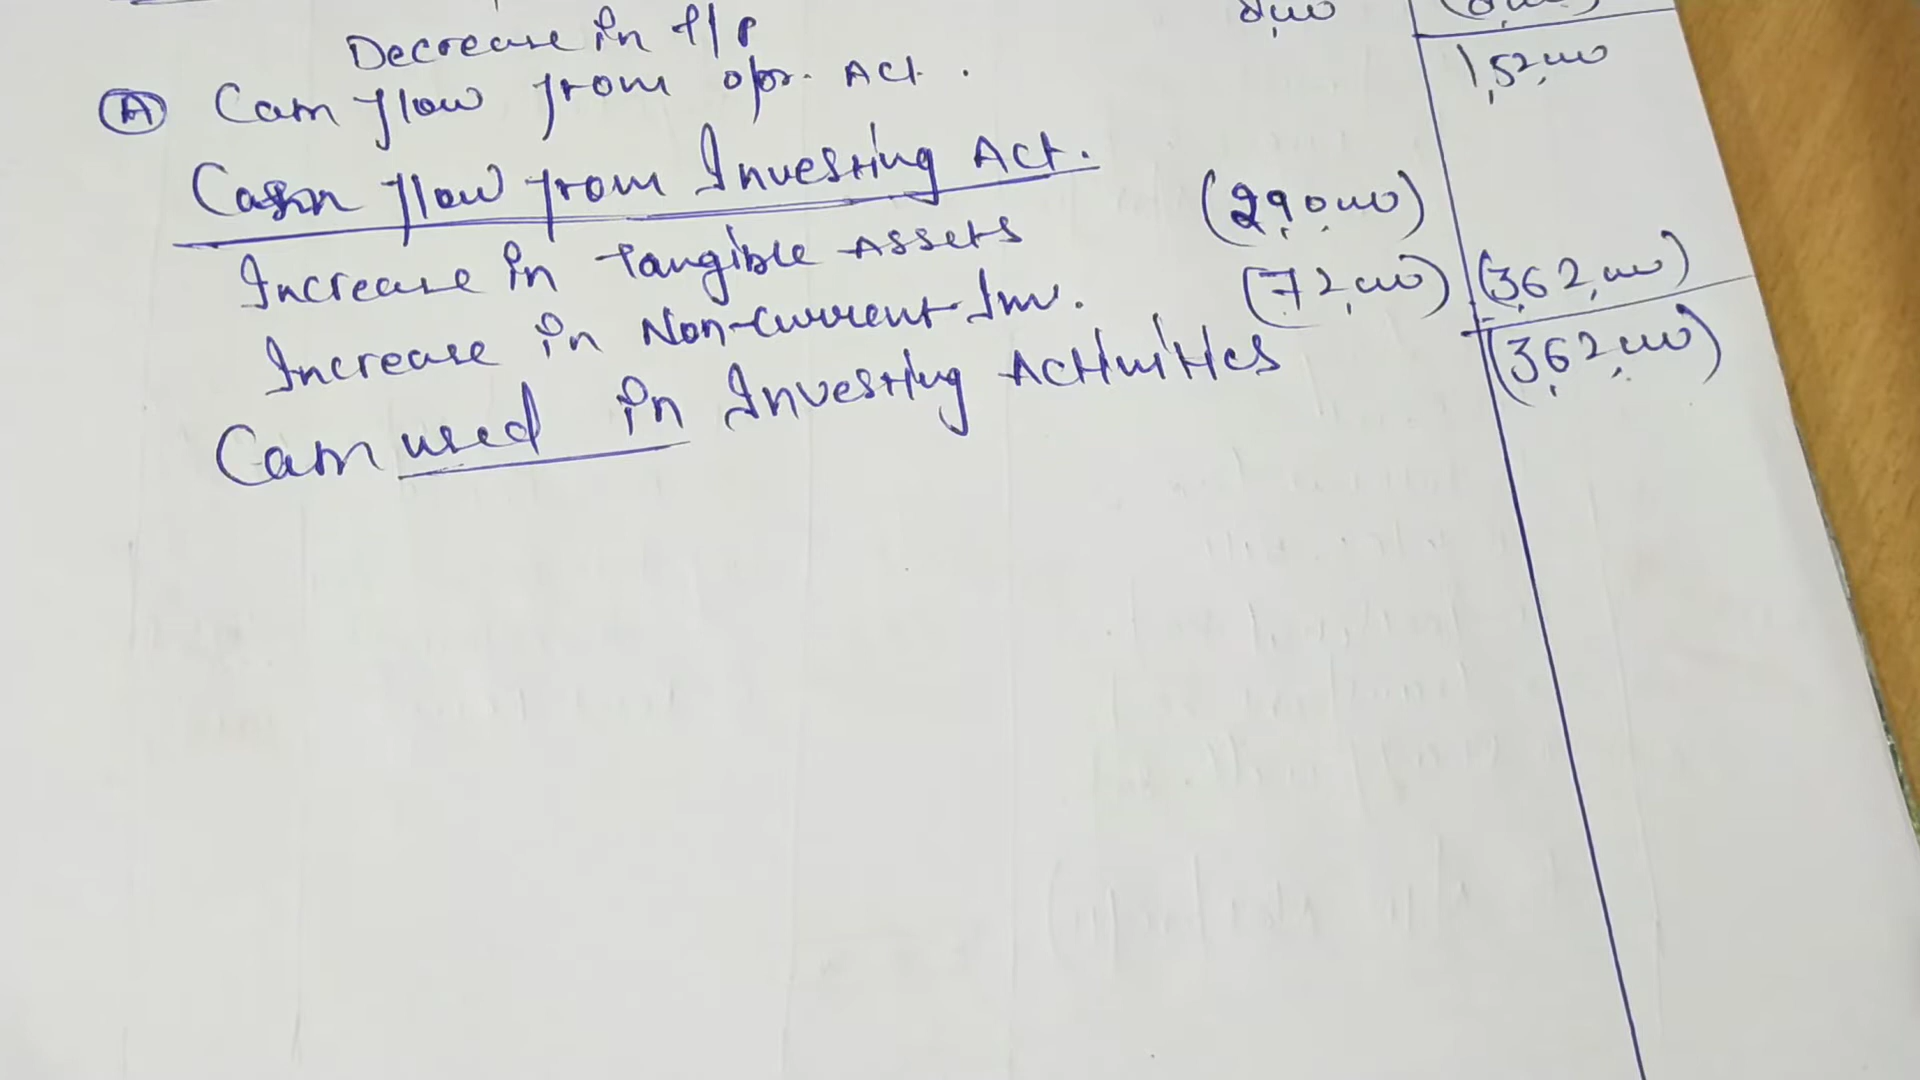 Decrease in T/P
(A) Cash flow from opr. Act. 1,52,000
Cash flow from Investing Act.
Increase in Tangible Assets (2,90,000)
Increase in Non-current Inv. (72,000) (3,62,000)
Cash used in Investing Activities (3,62,000)